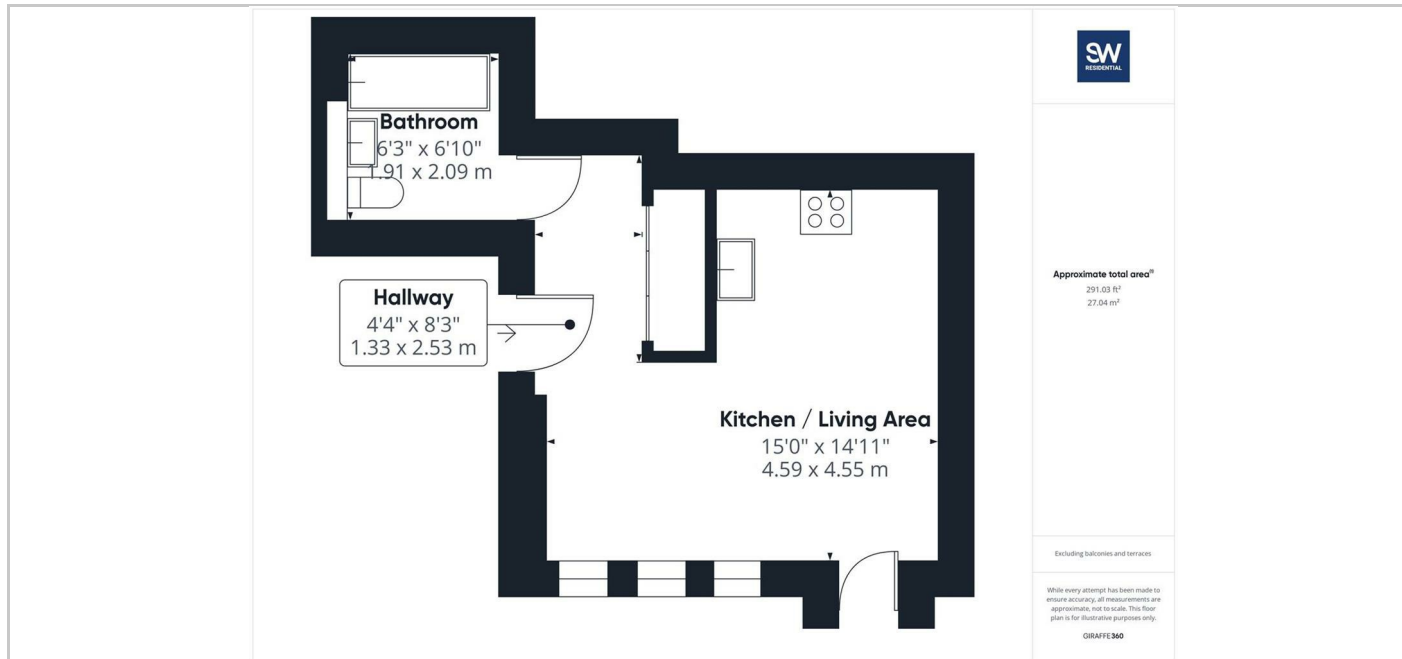 Bathroom
6'3" x 6'10"
1.91 x 2.09 m
Hallway
4'4" x 8'3"
1.33 x 2.53 m
Kitchen / Living Area
15'0" x 14'11"
4.59 x 4.55 m
SW
RESIDENTIAL
Approximate total area⁽¹⁾
291.03 ft²
27.04 m²
Excluding balconies and terraces
While every attempt has been made to
ensure accuracy, all measurements are
approximate, not to scale. This floor
plan is for illustrative purposes only.
GIRAFFE360